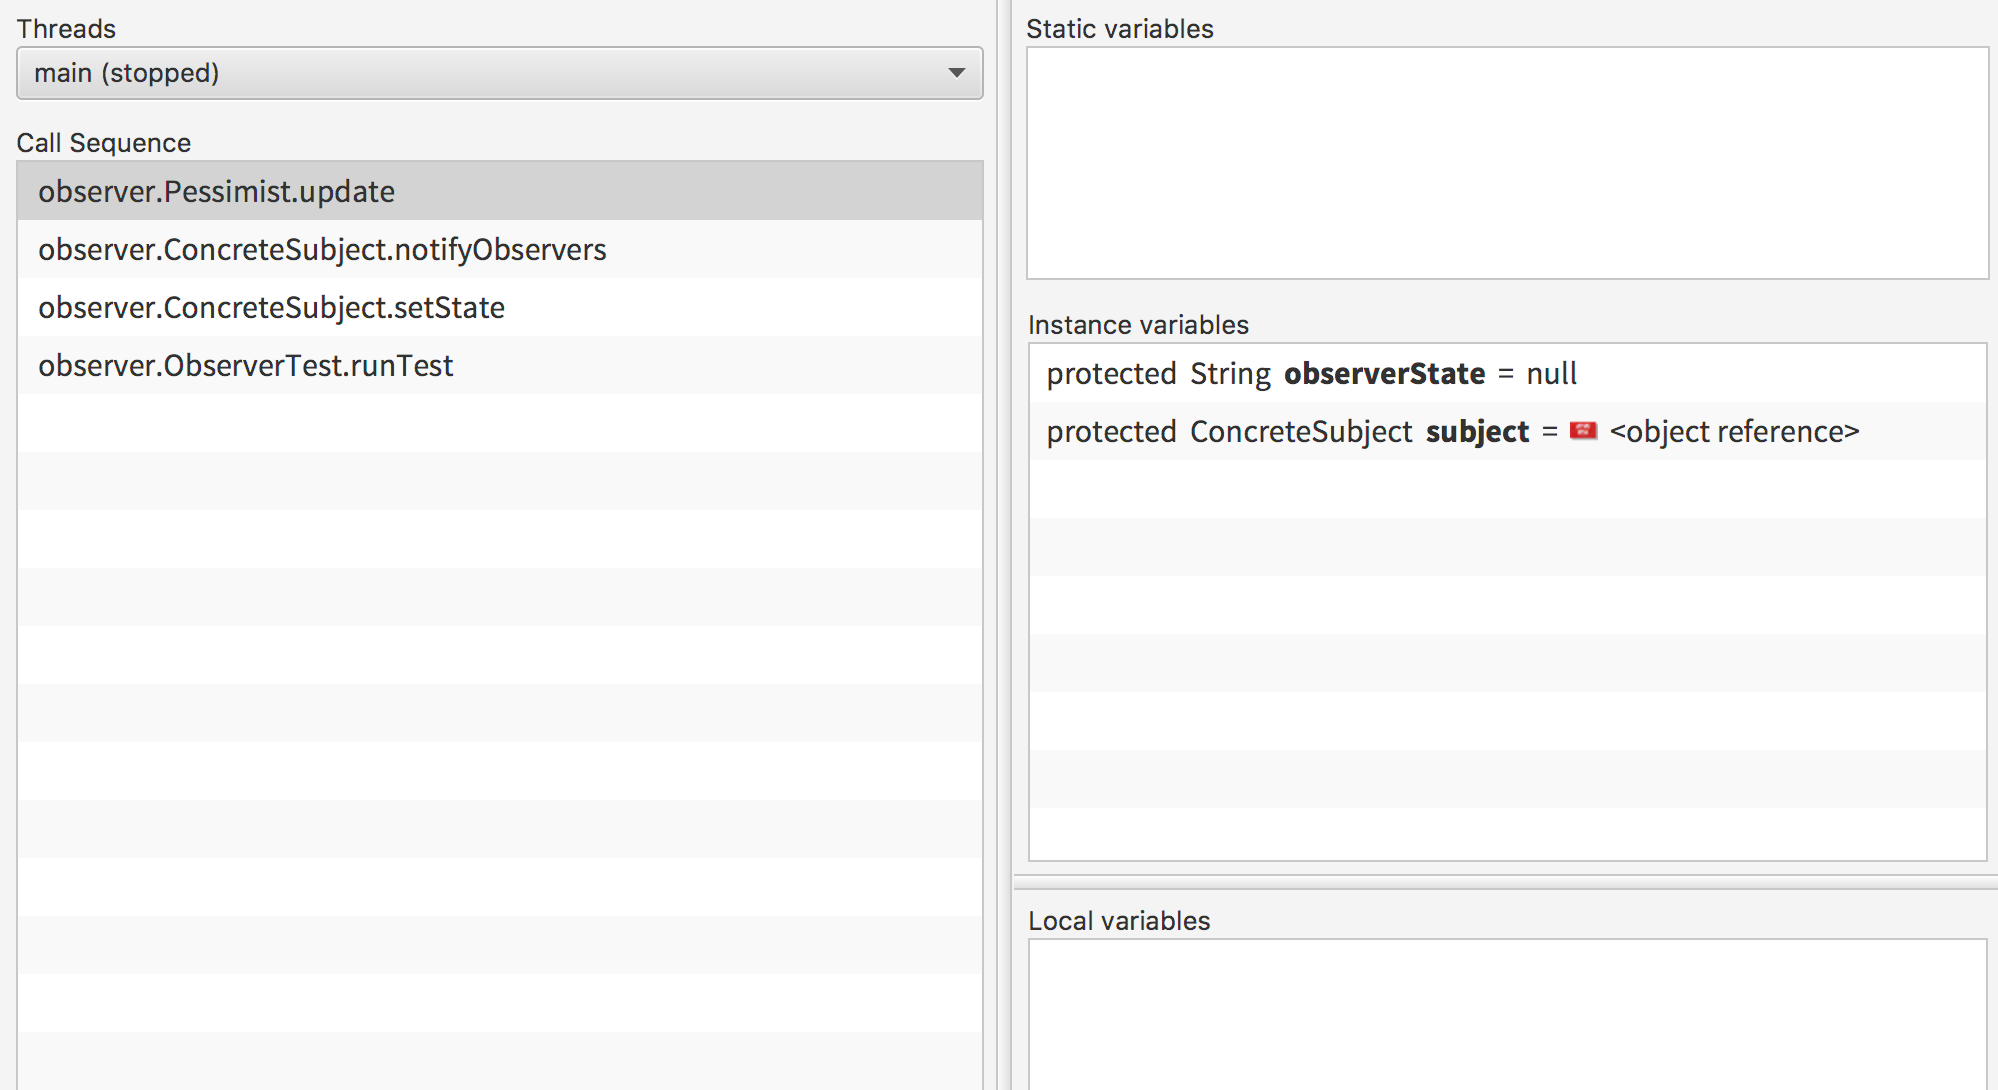 Threads
main (stopped)
Call Sequence
observer.Pessimist.update
observer.ConcreteSubject.notifyObservers
observer.ConcreteSubject.setState
observer.ObserverTest.runTest
Static variables
Instance variables
protected String observerState = null
protected ConcreteSubject subject = <object reference>
Local variables